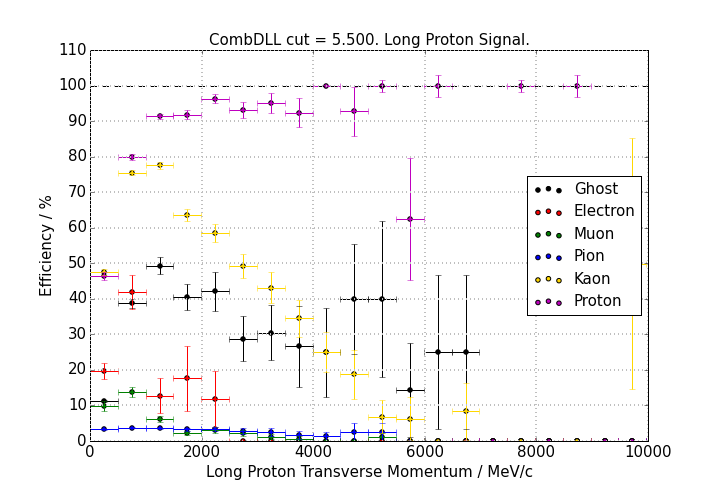 CombDLL cut = 5.500. Long Proton Signal.
110
100
90
80
70
60
50
40
30
20
10
0
Efficiency / %
Ghost
Electron
Muon
Pion
Kaon
Proton
0 2000 4000 6000 8000 10000
Long Proton Transverse Momentum / MeV/c